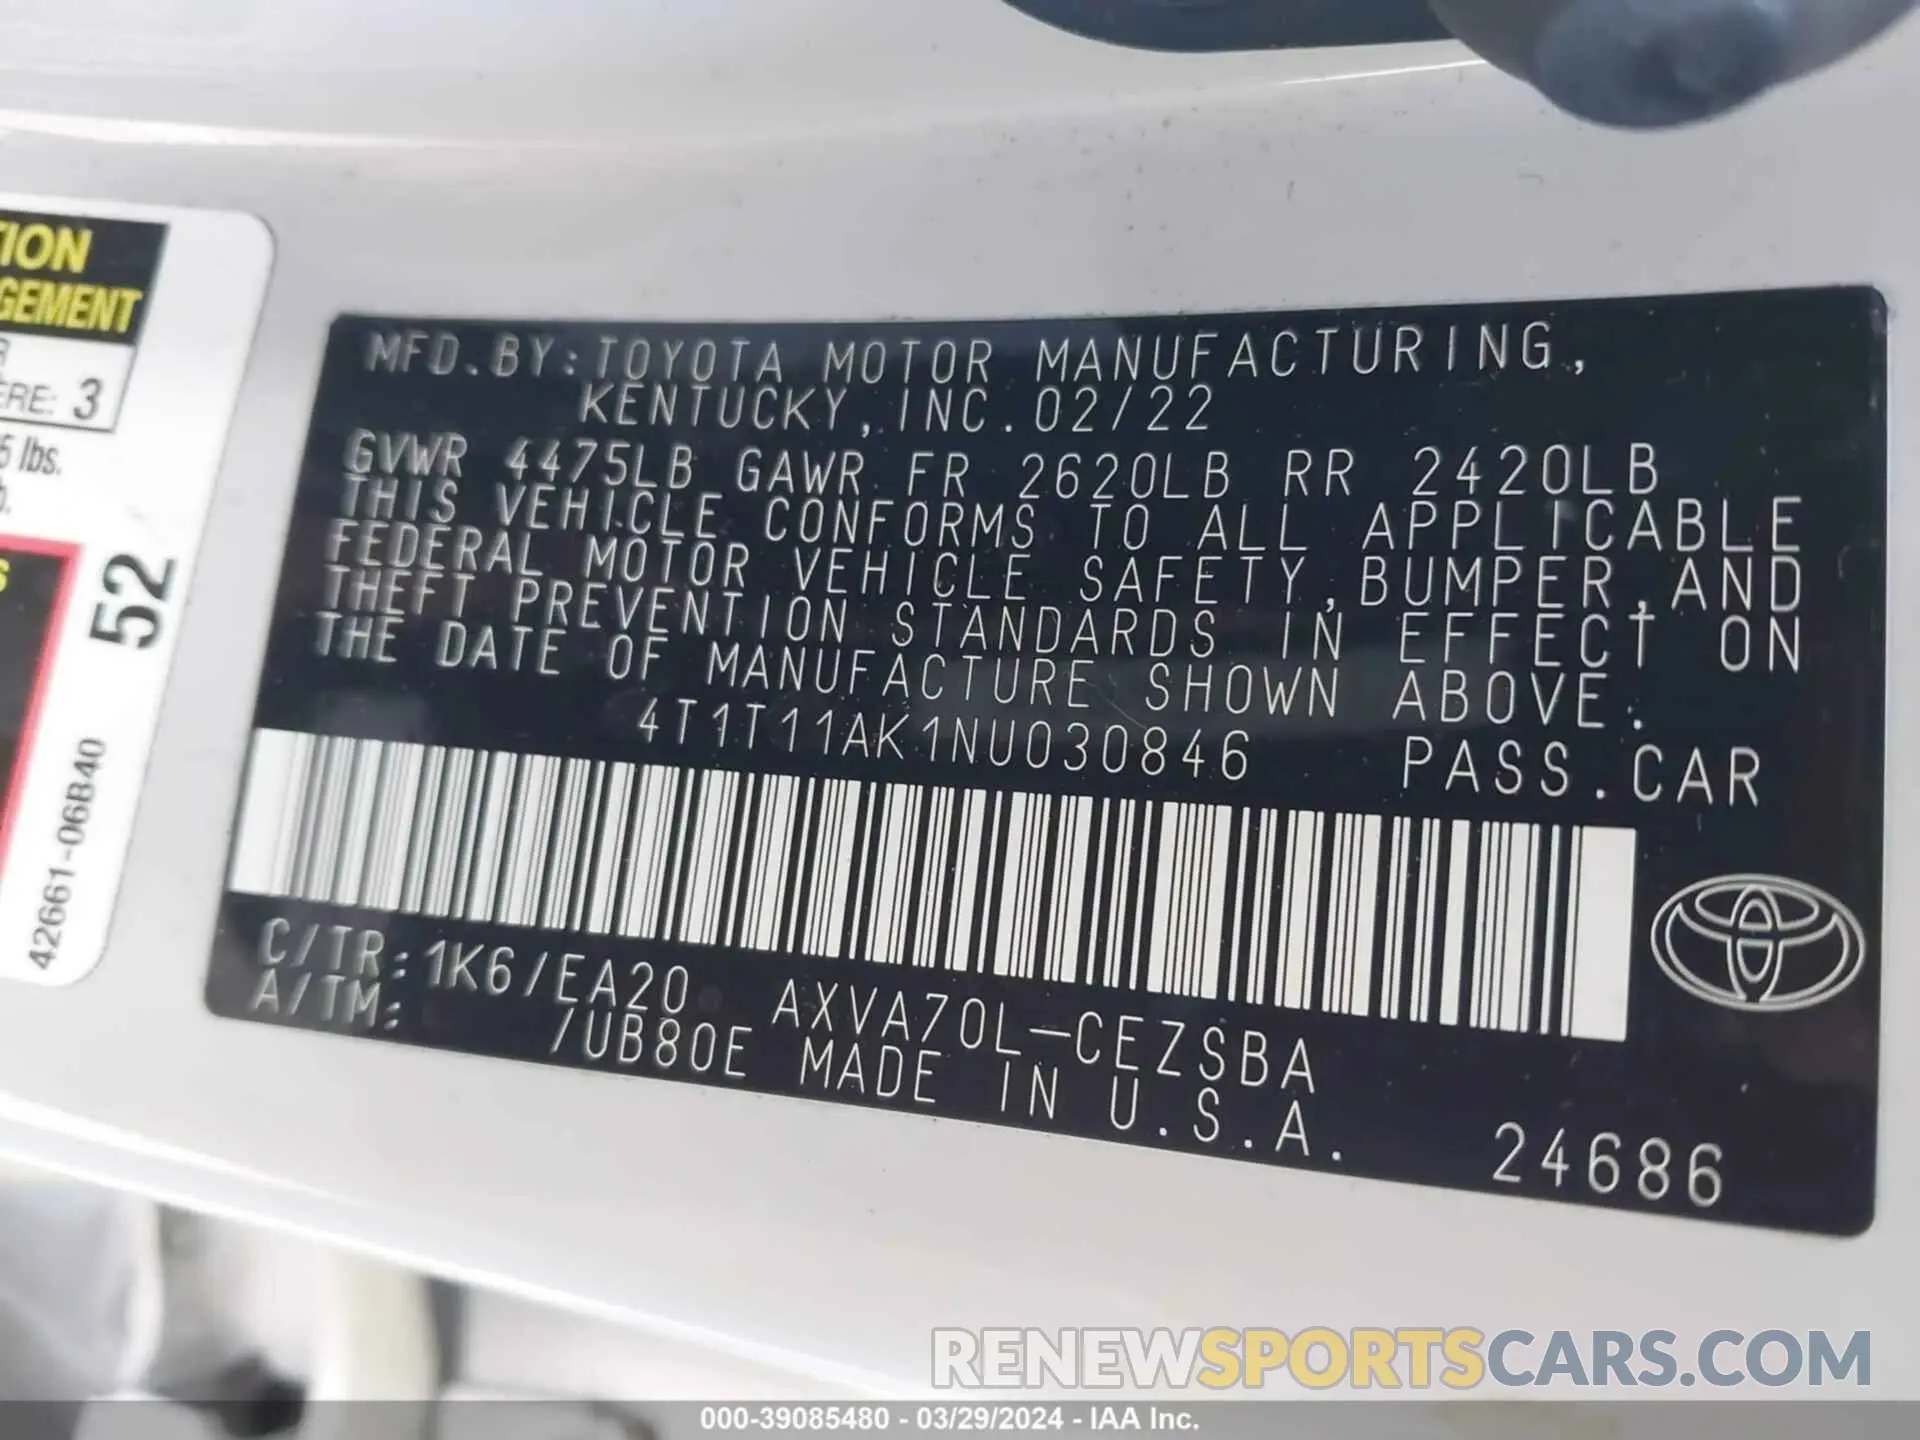 TION
GEMENT
R
ERE: 3
5 lbs.
b.
S
52
42661-06B40
MFD.BY:TOYOTA MOTOR MANUFACTURING,
KENTUCKY,INC.02/22
GVWR 4475LB GAWR FR 2620LB RR 2420LB
THIS VEHICLE CONFORMS TO ALL APPLICABLE
FEDERAL MOTOR VEHICLE SAFETY,BUMPER,AND
THEFT PREVENTION STANDARDS IN EFFECT ON
THE DATE OF MANUFACTURE SHOWN ABOVE.
4T1T11AK1NU030846 PASS.CAR
C/TR:1K6/EA20 AXVA70L-CEZSBA
A/TM: /UB80E MADE IN U.S.A.
24686
RENEWSPORTSCARS.COM
000-39085480 - 03/29/2024 - IAA Inc.